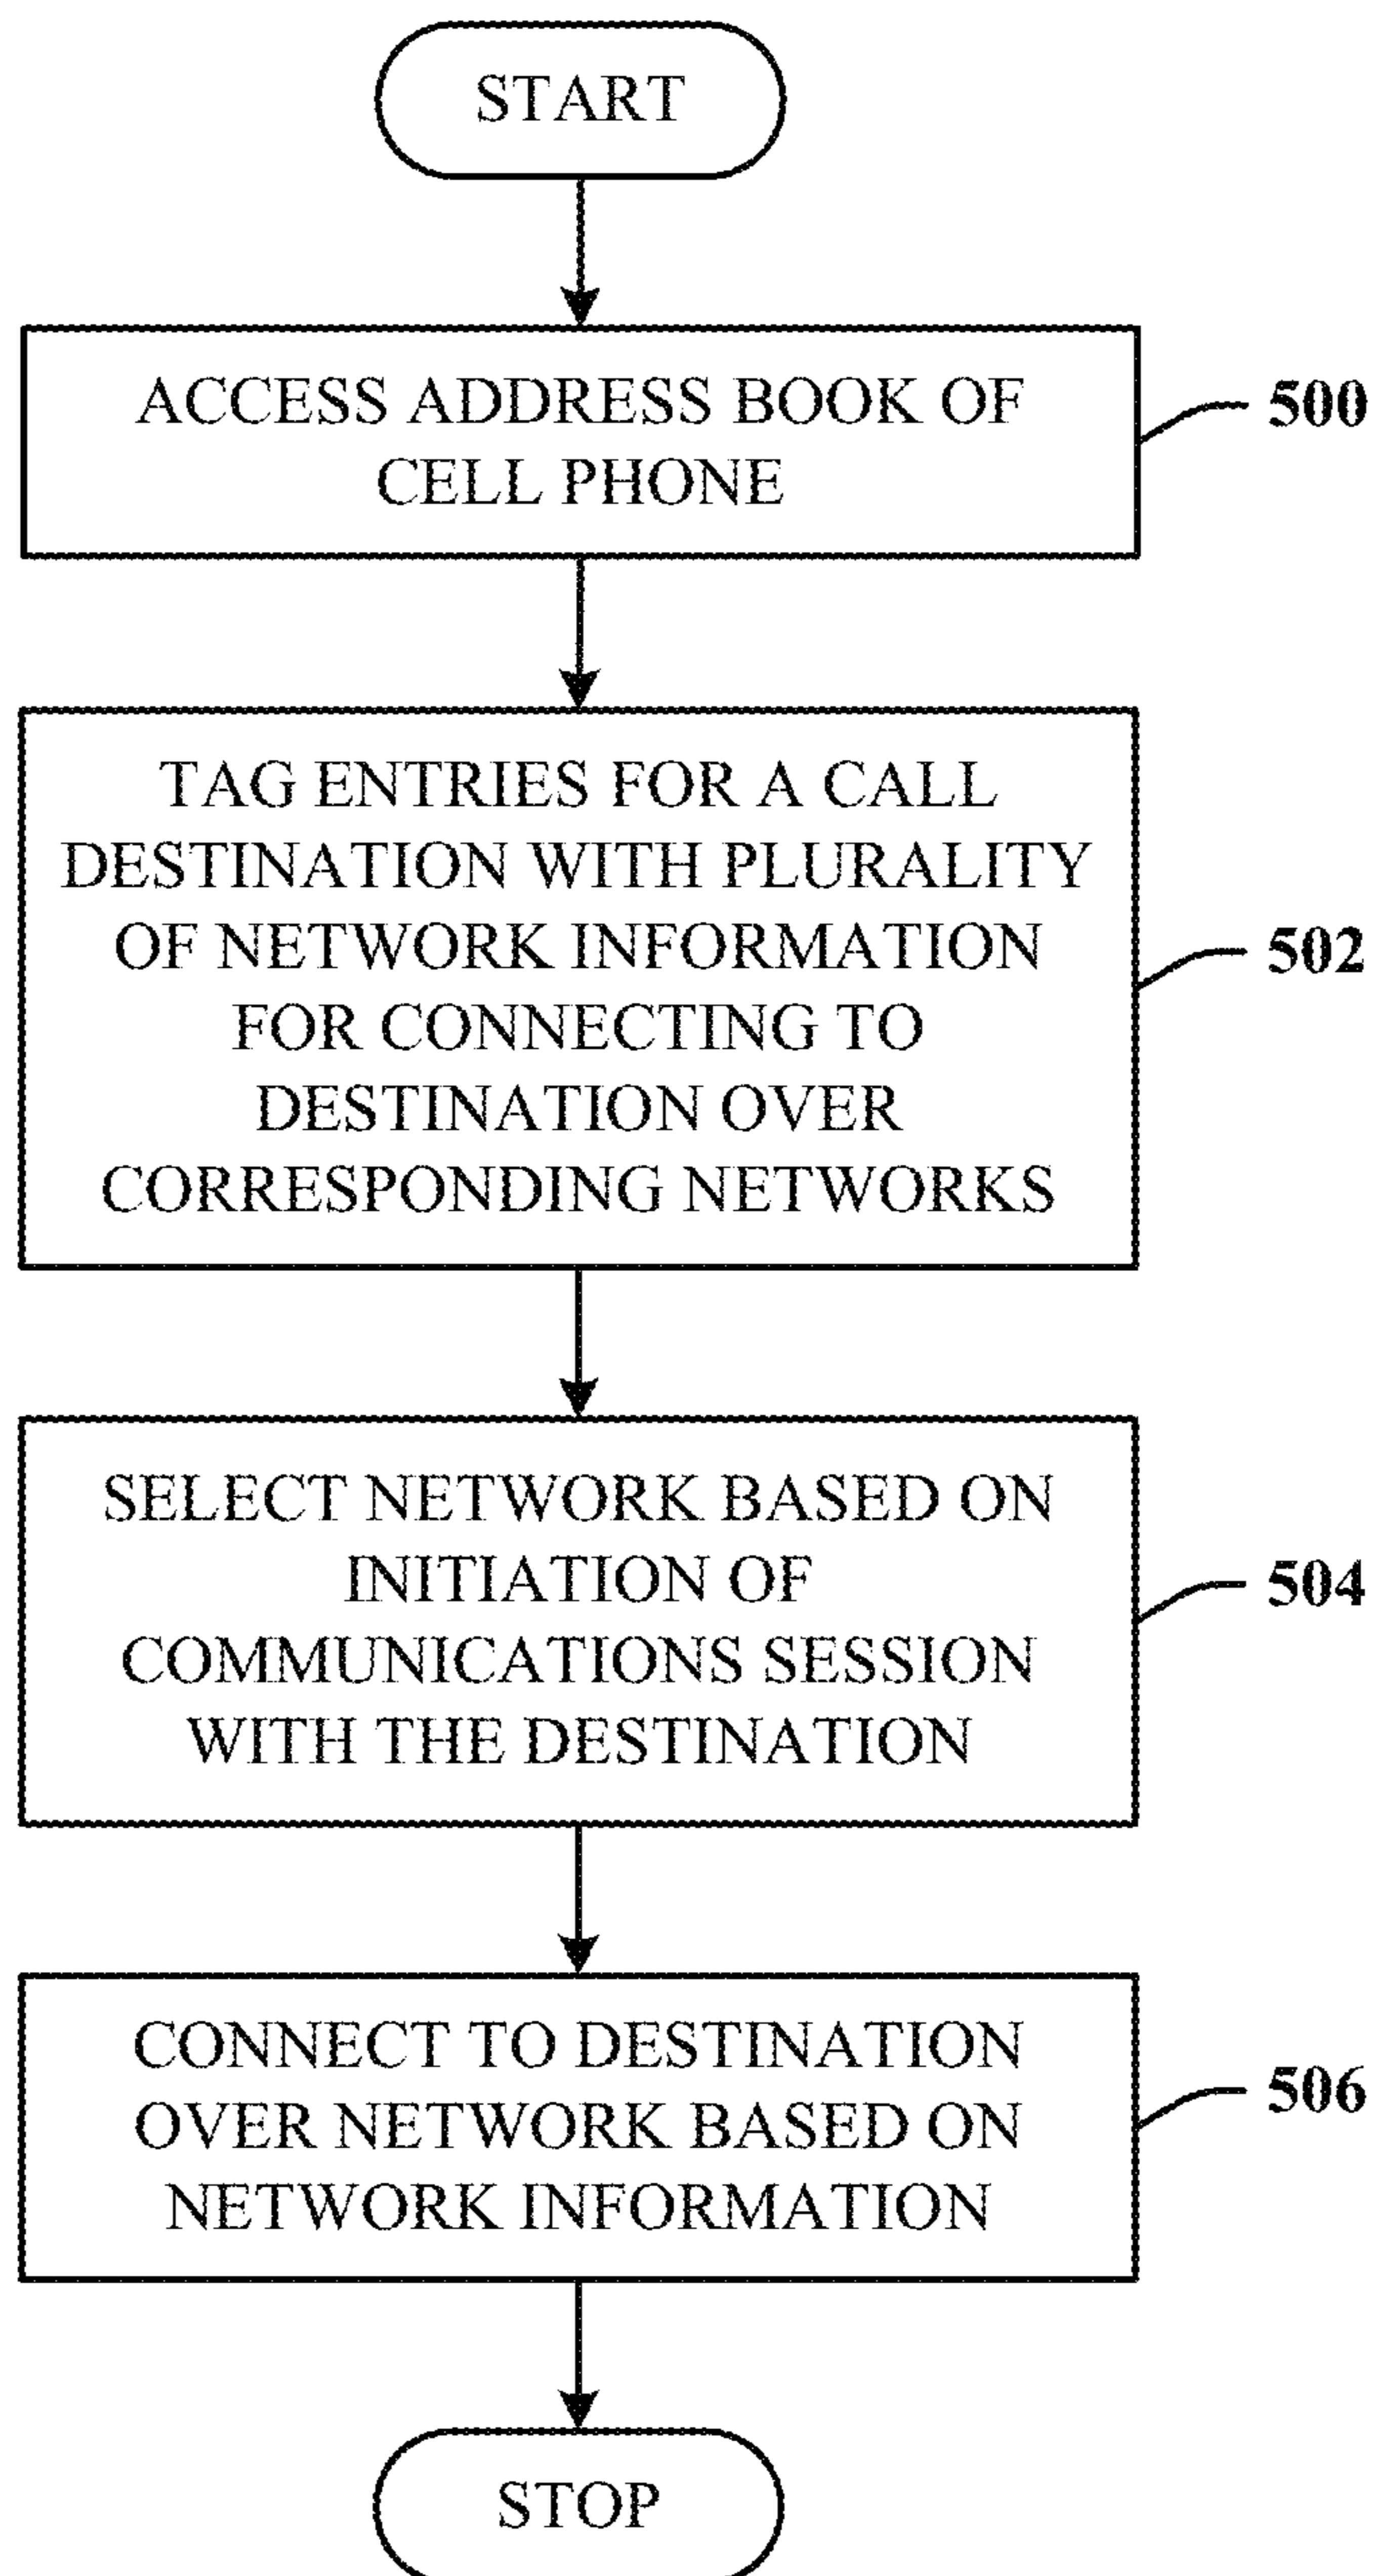 START
ACCESS ADDRESS BOOK OF
CELL PHONE
500
TAG ENTRIES FOR A CALL
DESTINATION WITH PLURALITY
OF NETWORK INFORMATION
FOR CONNECTING TO
DESTINATION OVER
CORRESPONDING NETWORKS
502
SELECT NETWORK BASED ON
INITIATION OF
COMMUNICATIONS SESSION
WITH THE DESTINATION
504
CONNECT TO DESTINATION
OVER NETWORK BASED ON
NETWORK INFORMATION
506
STOP